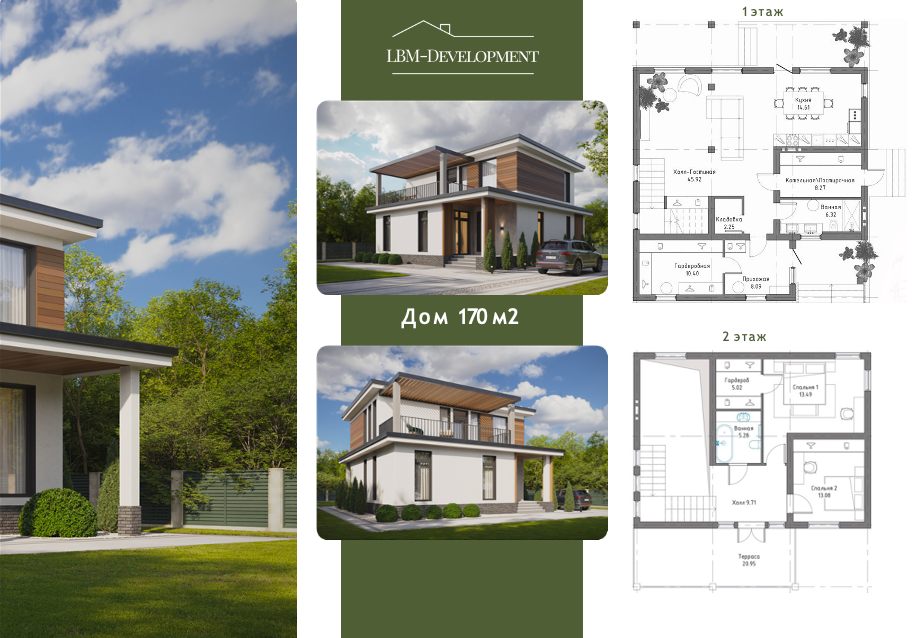 LBM-DEVELOPMENT
Дом 170 м2
1 этаж
Кухня
14.61
Холл-Гостиная
45.92
Котельная\Постирочная
8.27
Ванная
6.32
Кладовка
2.25
Гардеробная
10.40
Прихожая
8.09
2 этаж
Гардероб
5.02
Спальня 1
13.49
Ванная
5.28
Спальня 2
13.08
Холл 9.71
Терраса
20.95